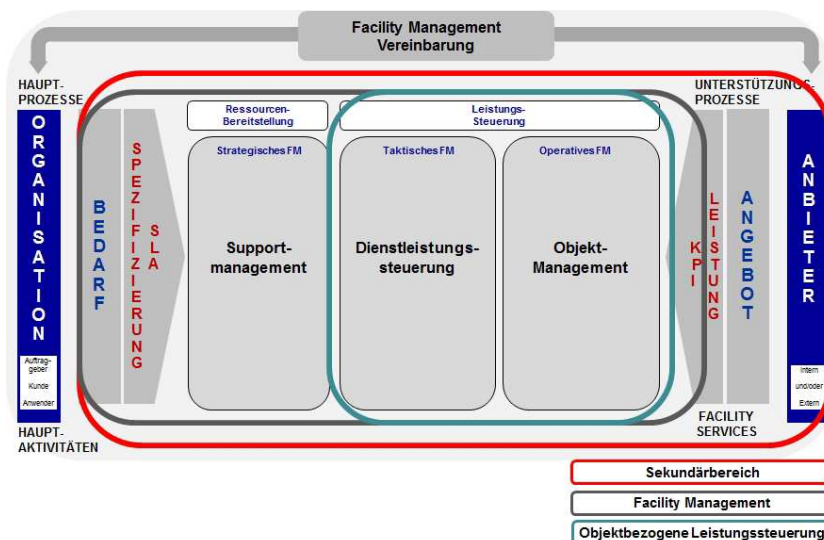 Facility Management
Vereinbarung
HAUPT-
PROZESSE
UNTERSTÜTZUNGS-
PROZESSE
Ressourcen-
Bereitstellung
Leistungs-
Steuerung
ORGANISATION
Auftrag-
geber
Kunde
Anwender
BEDARF
SPEZIFIZIERUNG
SLA
Strategisches FM
Support-
management
Taktisches FM
Dienstleistungs-
steuerung
Operatives FM
Objekt-
Management
KPI
LEISTUNG
ANGEBOT
ANBIETER
Intern
und/oder
Extern
HAUPT-
AKTIVITÄTEN
FACILITY
SERVICES
Sekundärbereich
Facility Management
Objektbezogene Leistungssteuerung